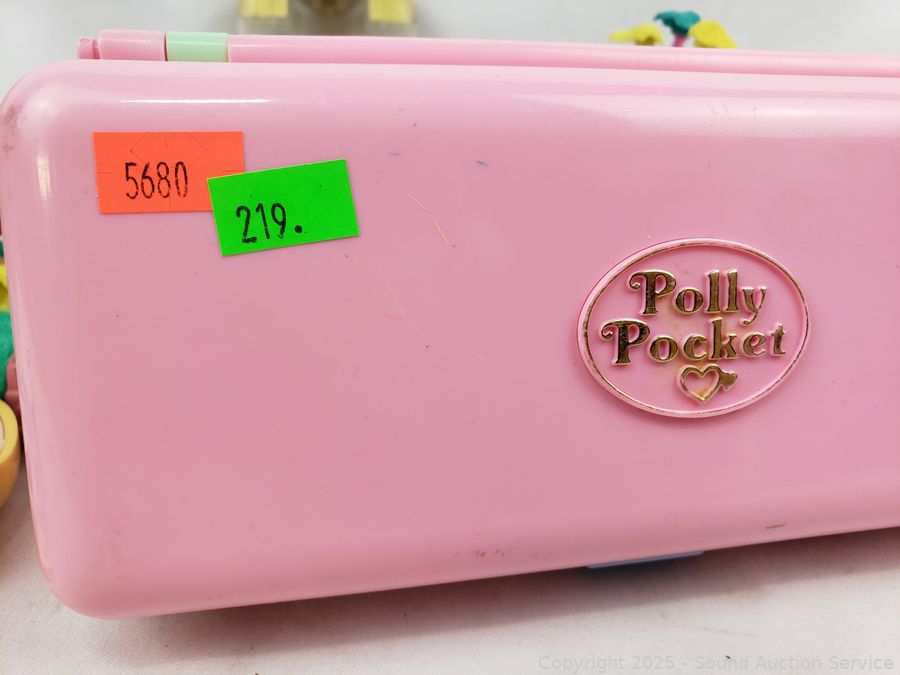 5680
219.
Polly
Pocket
Copyright 2025 - Sound Auction Service